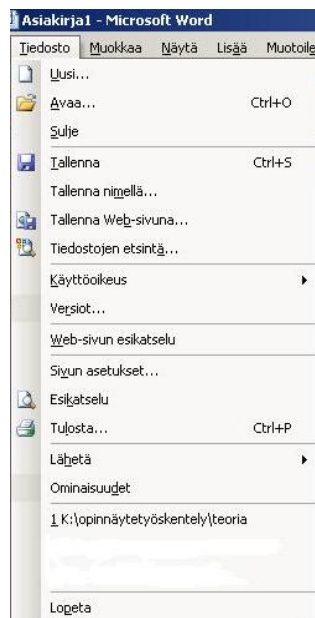 Asiakirja1 - Microsoft Word
Tiedosto Muokkaa Näytä Lisää Muotoile
Uusi...
Avaa... Ctrl+O
Sulje
Tallenna Ctrl+S
Tallenna nimellä...
Tallenna Web-sivuna...
Tiedostojen etsintä...
Käyttöoikeus
Versiot...
Web-sivun esikatselu
Sivun asetukset...
Esikatselu
Tulosta... Ctrl+P
Lähetä
Ominaisuudet
1 K:\opinnäytetyöskentely\teoria
Lopeta